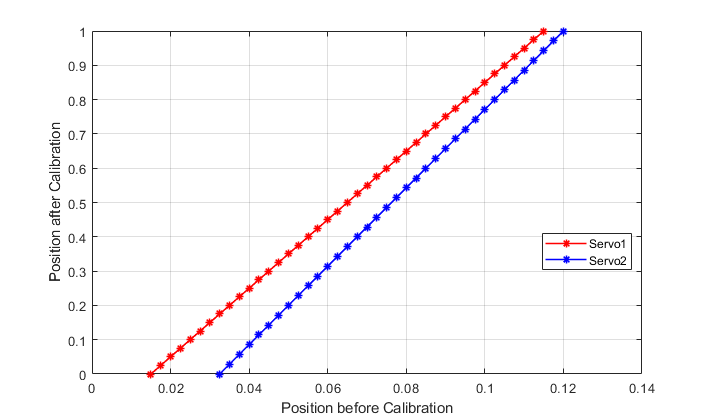 1
0.9
0.8
0.7
0.6
0.5
0.4
0.3
0.2
0.1
0
Position after Calibration
Servo1
Servo2
0 0.02 0.04 0.06 0.08 0.1 0.12 0.14
Position before Calibration